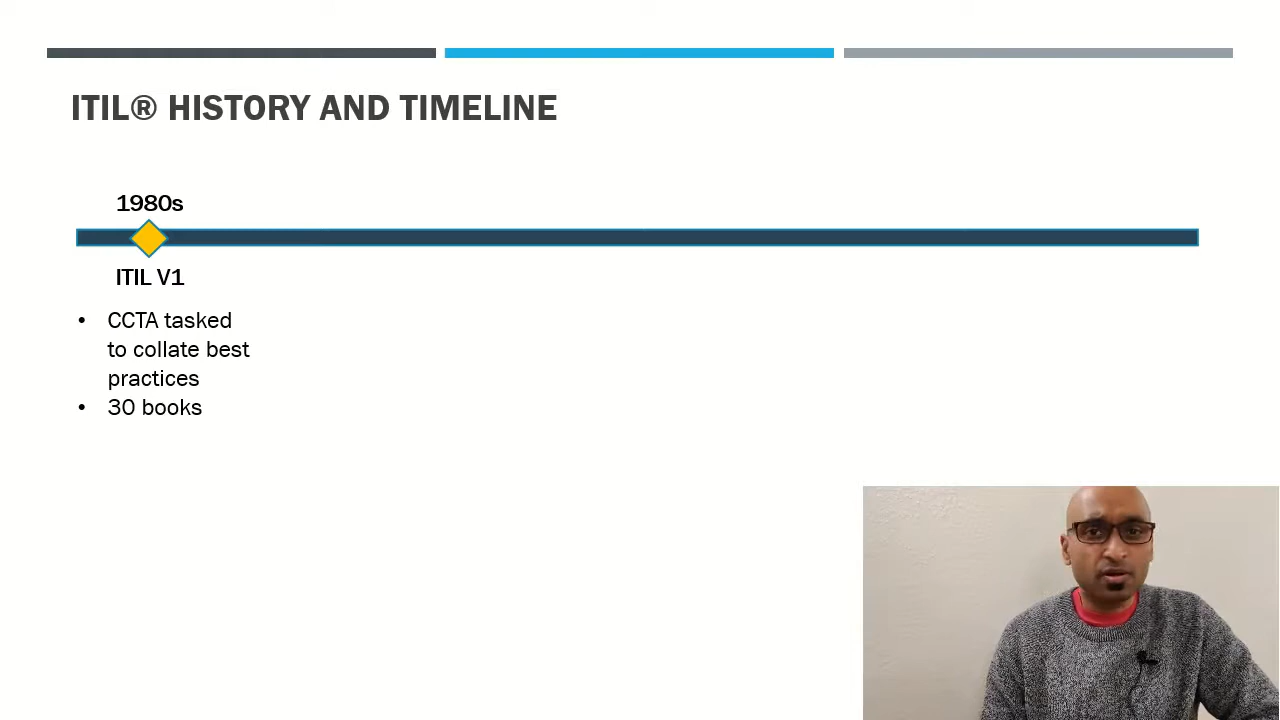 ITIL® HISTORY AND TIMELINE
1980s
ITIL V1
• CCTA tasked
to collate best
practices
• 30 books